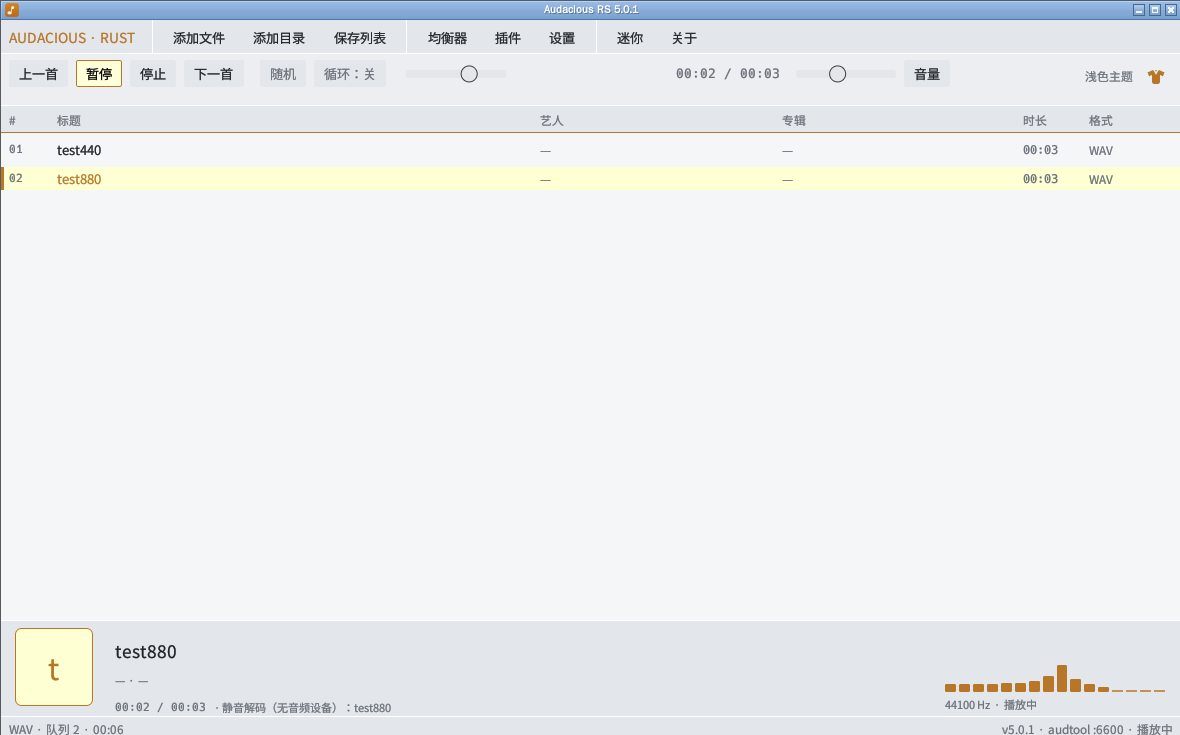 Audacious RS 5.0.1
AUDACIOUS · RUST 添加文件 添加目录 保存列表 均衡器 插件 设置 迷你 关于
上一首 暂停 停止 下一首 随机 循环：关 00:02 / 00:03 音量 浅色主题
# 标题 艺人 专辑 时长 格式
01 test440 — — 00:03 WAV
02 test880 — — 00:03 WAV
t
test880
— · —
00:02 / 00:03 · 静音解码（无音频设备）：test880
44100 Hz · 播放中
WAV · 队列 2 · 00:06 v5.0.1 · audtool :6600 · 播放中